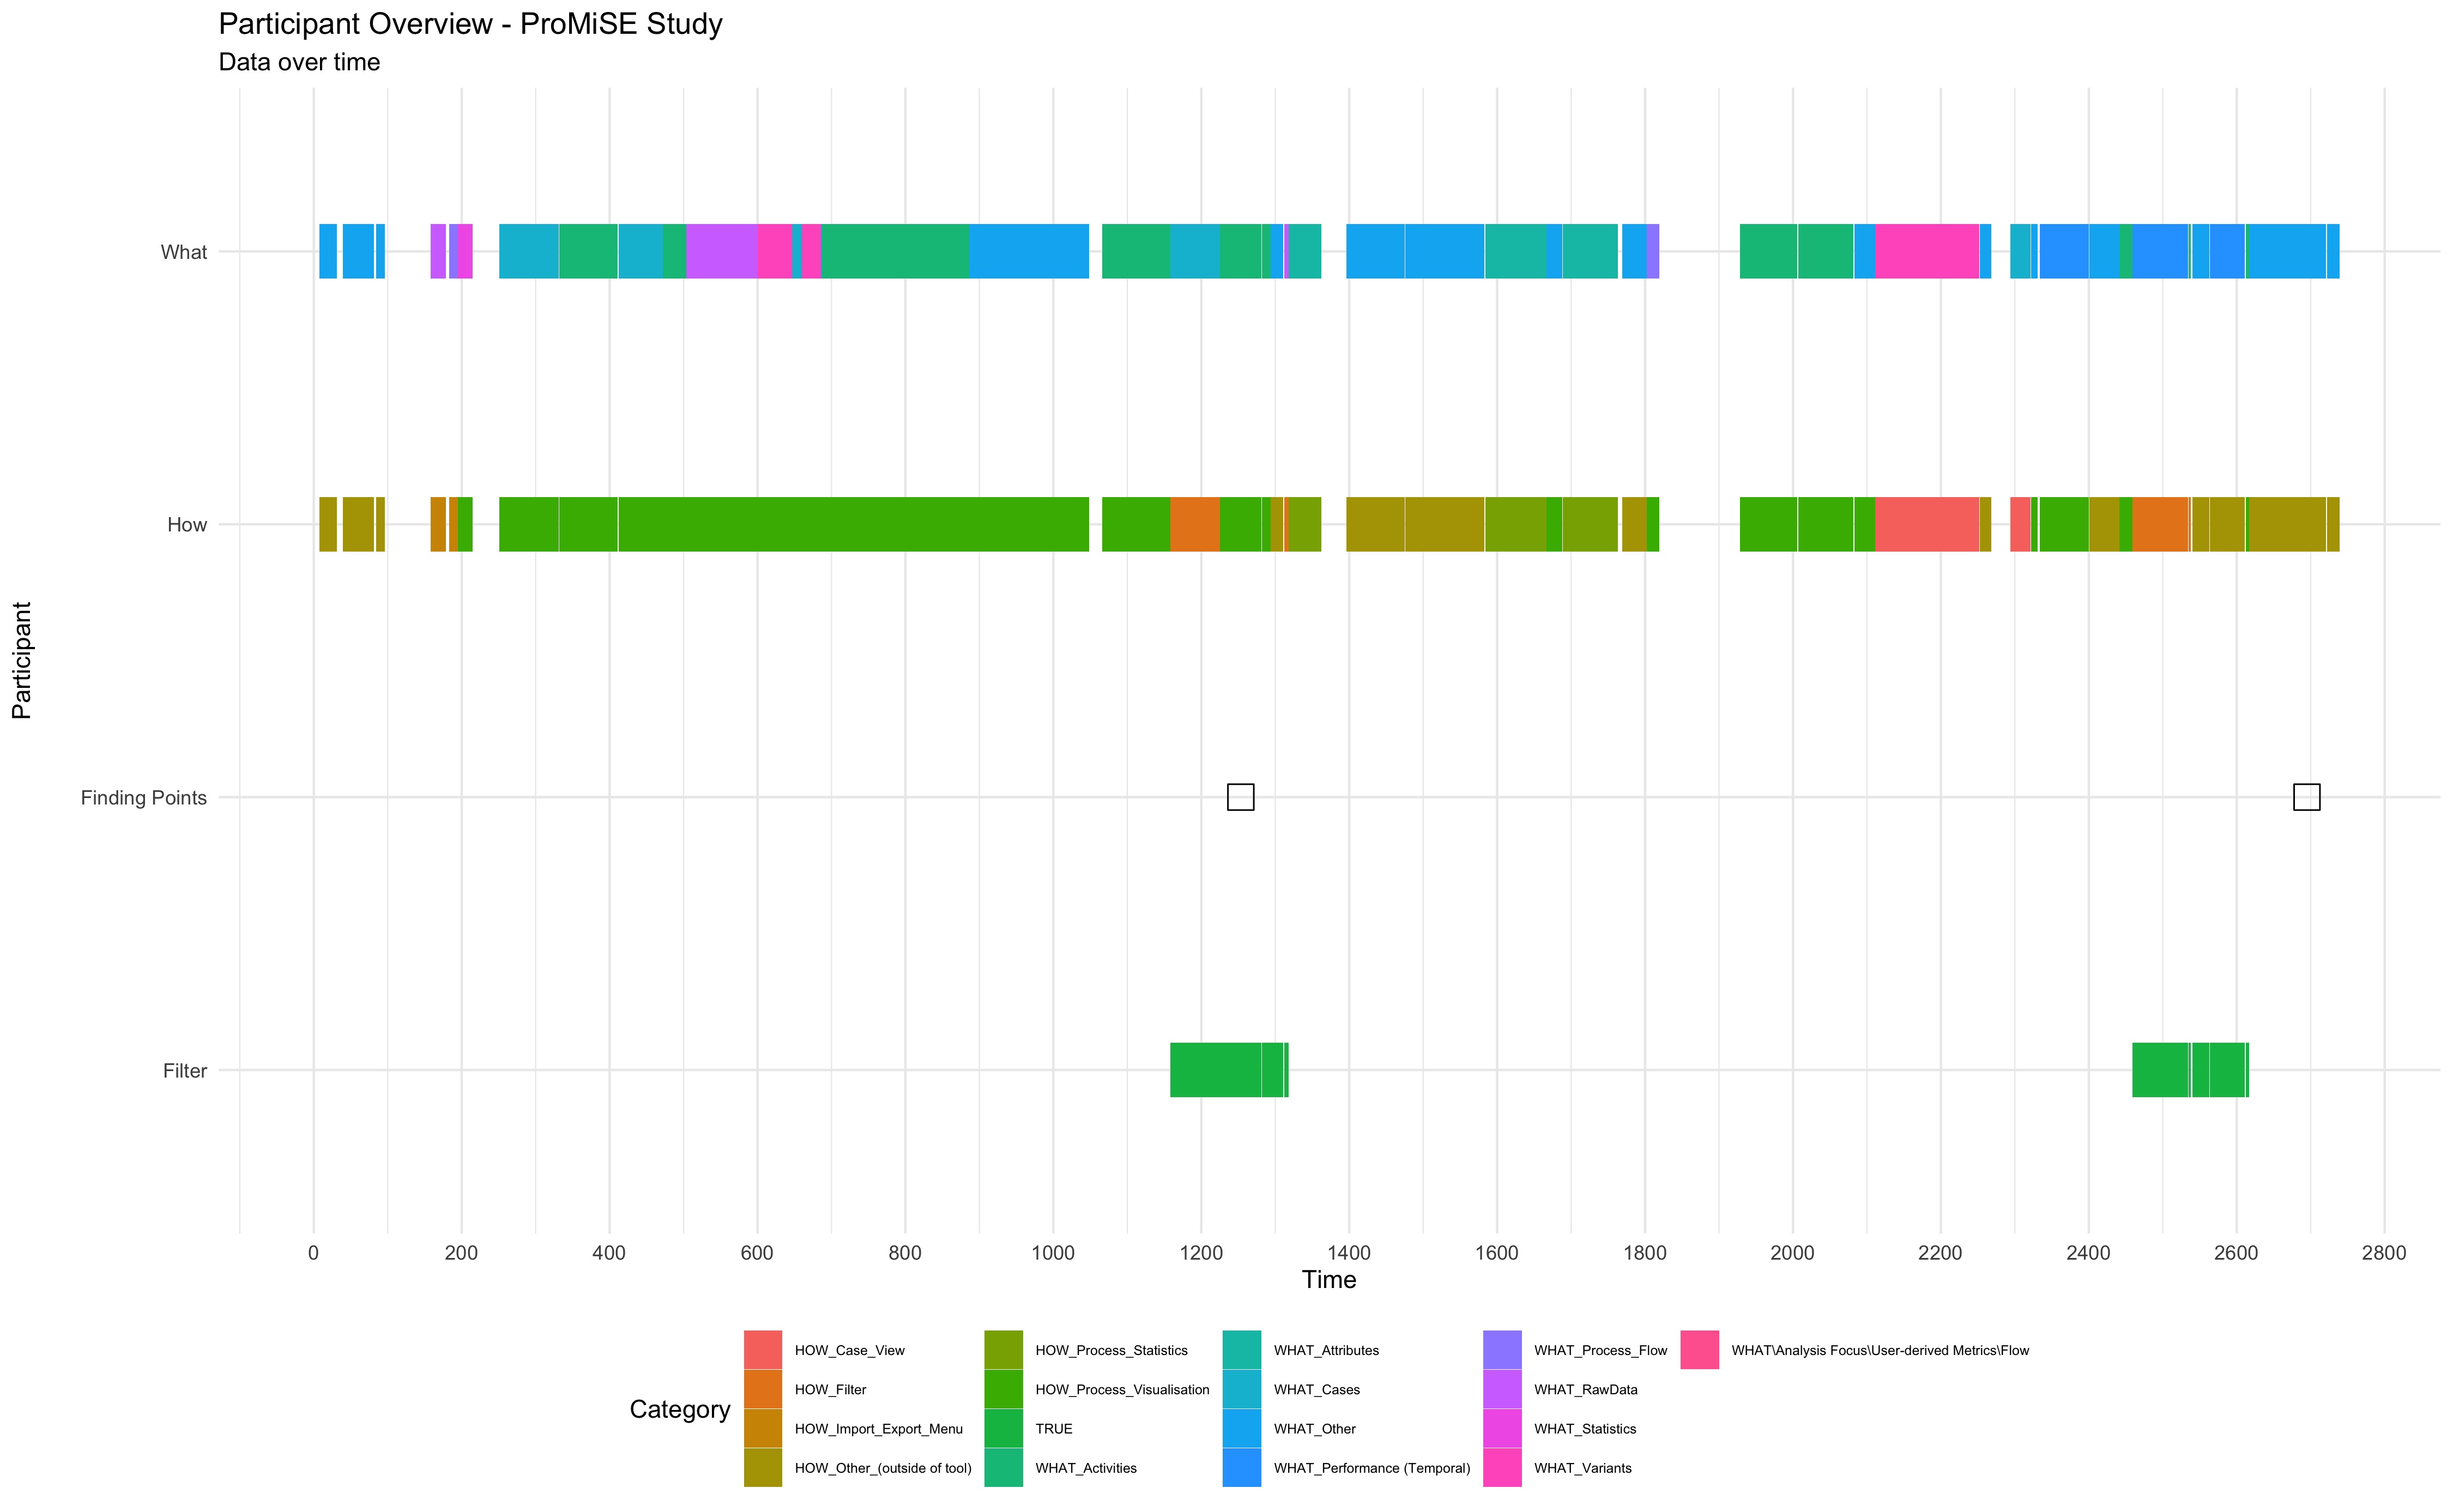 Participant Overview - ProMiSE Study
Data over time
What
How
Finding Points
Filter
Participant
0 200 400 600 800 1000 1200 1400 1600 1800 2000 2200 2400 2600 2800
Time
Category
HOW_Case_View
HOW_Filter
HOW_Import_Export_Menu
HOW_Other_(outside of tool)
HOW_Process_Statistics
HOW_Process_Visualisation
TRUE
WHAT_Activities
WHAT_Attributes
WHAT_Cases
WHAT_Other
WHAT_Performance (Temporal)
WHAT_Process_Flow
WHAT_RawData
WHAT_Statistics
WHAT_Variants
WHAT\Analysis Focus\User-derived Metrics\Flow